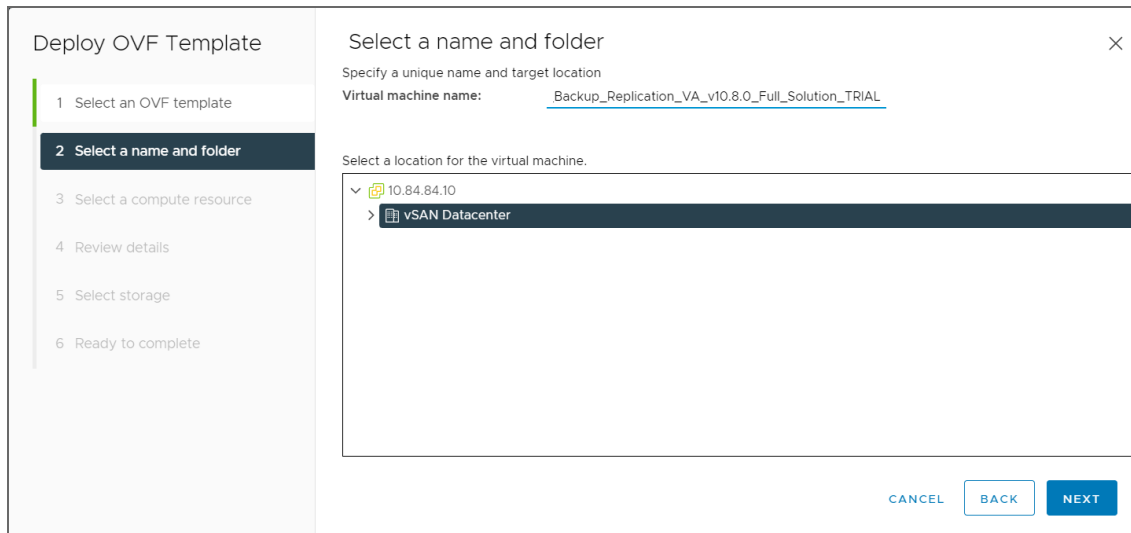 Deploy OVF Template
1 Select an OVF template
2 Select a name and folder
3 Select a compute resource
4 Review details
5 Select storage
6 Ready to complete
Select a name and folder
Specify a unique name and target location
Virtual machine name: Backup_Replication_VA_v10.8.0_Full_Solution_TRIAL
Select a location for the virtual machine.
10.84.84.10
vSAN Datacenter
CANCEL BACK NEXT